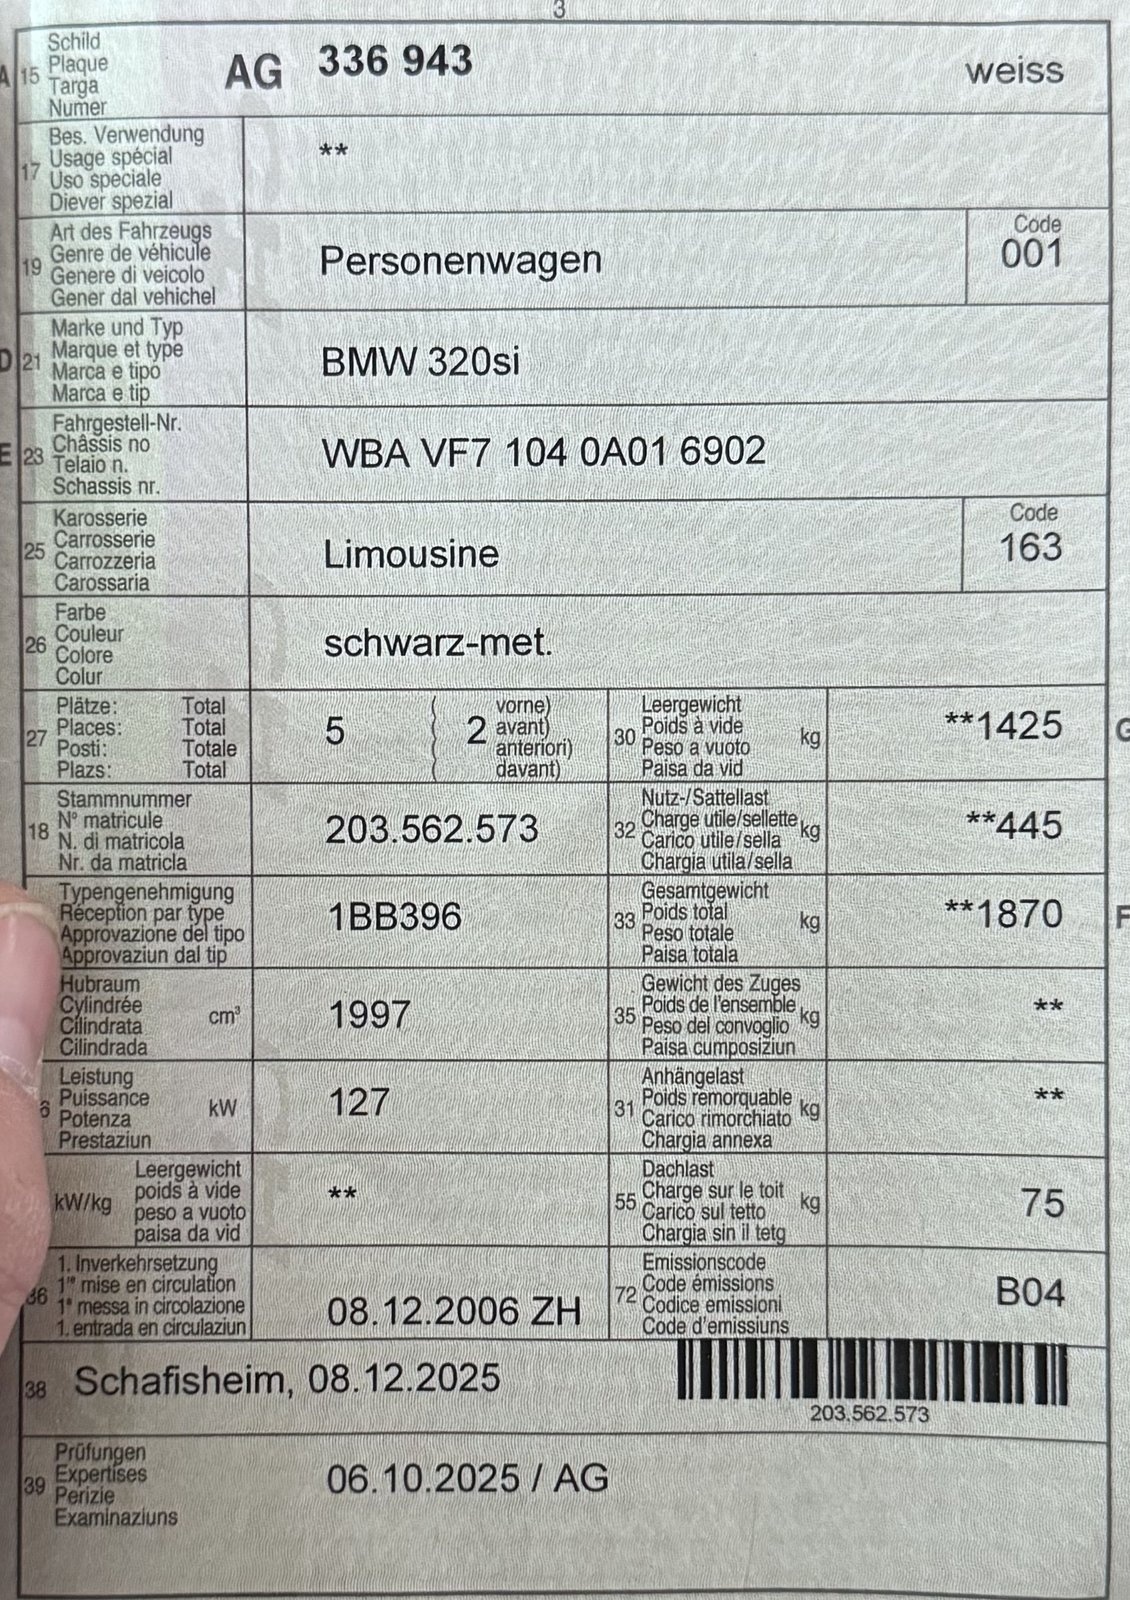 3
A 15 Schild
Plaque
Targa
Numer
AG 336 943 weiss
17 Bes. Verwendung
Usage spécial
Uso speciale
Diever spezial
**
19 Art des Fahrzeugs
Genre de véhicule
Genere di veicolo
Gener dal vehichel
Personenwagen
Code
001
D 21 Marke und Typ
Marque et type
Marca e tipo
Marca e tip
BMW 320si
E 23 Fahrgestell-Nr.
Châssis no
Telaio n.
Schassis nr.
WBA VF7 104 0A01 6902
25 Karosserie
Carrosserie
Carrozzeria
Carossaria
Limousine
Code
163
26 Farbe
Couleur
Colore
Colur
schwarz-met.
27 Plätze: Total
Places: Total
Posti: Totale
Plazs: Total
5 ( 2 vorne)
avant)
anteriori)
davant)
30 Leergewicht
Poids à vide
Peso a vuoto
Paisa da vid
kg
**1425
G
18 Stammnummer
N° matricule
N. di matricola
Nr. da matricla
203.562.573
32 Nutz-/Sattellast
Charge utile/sellette
Carico utile/sella
Chargia utila/sella
kg
**445
Typengenehmigung
Réception par type
Approvazione del tipo
Approvaziun dal tip
1BB396
33 Gesamtgewicht
Poids total
Peso totale
Paisa totala
kg
**1870
F
Hubraum
Cylindrée
Cilindrata
Cilindrada
cm³
1997
35 Gewicht des Zuges
Poids de l'ensemble
Peso del convoglio
Paisa cumposiziun
kg
**
6 Leistung
Puissance
Potenza
Prestaziun
kW
127
31 Anhängelast
Poids remorquable
Carico rimorchiato
Chargia annexa
kg
**
kW/kg Leergewicht
poids à vide
peso a vuoto
paisa da vid
**
55 Dachlast
Charge sur le toit
Carico sul tetto
Chargia sin il tetg
kg
75
36 1. Inverkehrsetzung
1re mise en circulation
1a messa in circolazione
1. entrada en circulaziun
08.12.2006 ZH
72 Emissionscode
Code émissions
Codice emissioni
Code d'emissiuns
B04
38 Schafisheim, 08.12.2025
203.562.573
39 Prüfungen
Expertises
Perizie
Examinaziuns
06.10.2025 / AG